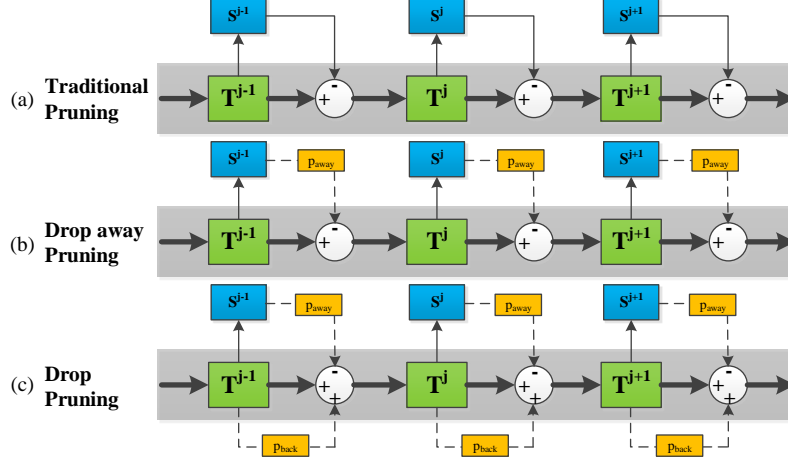 S^j-1 S^j S^j+1
(a) Traditional Pruning T^j-1 + - T^j + - T^j+1 + -
S^j-1 p_away S^j p_away S^j+1 p_away
(b) Drop away Pruning T^j-1 + - T^j + - T^j+1 + -
S^j-1 p_away S^j p_away S^j+1 p_away
(c) Drop Pruning T^j-1 + - + T^j + - + T^j+1 + - +
p_back p_back p_back